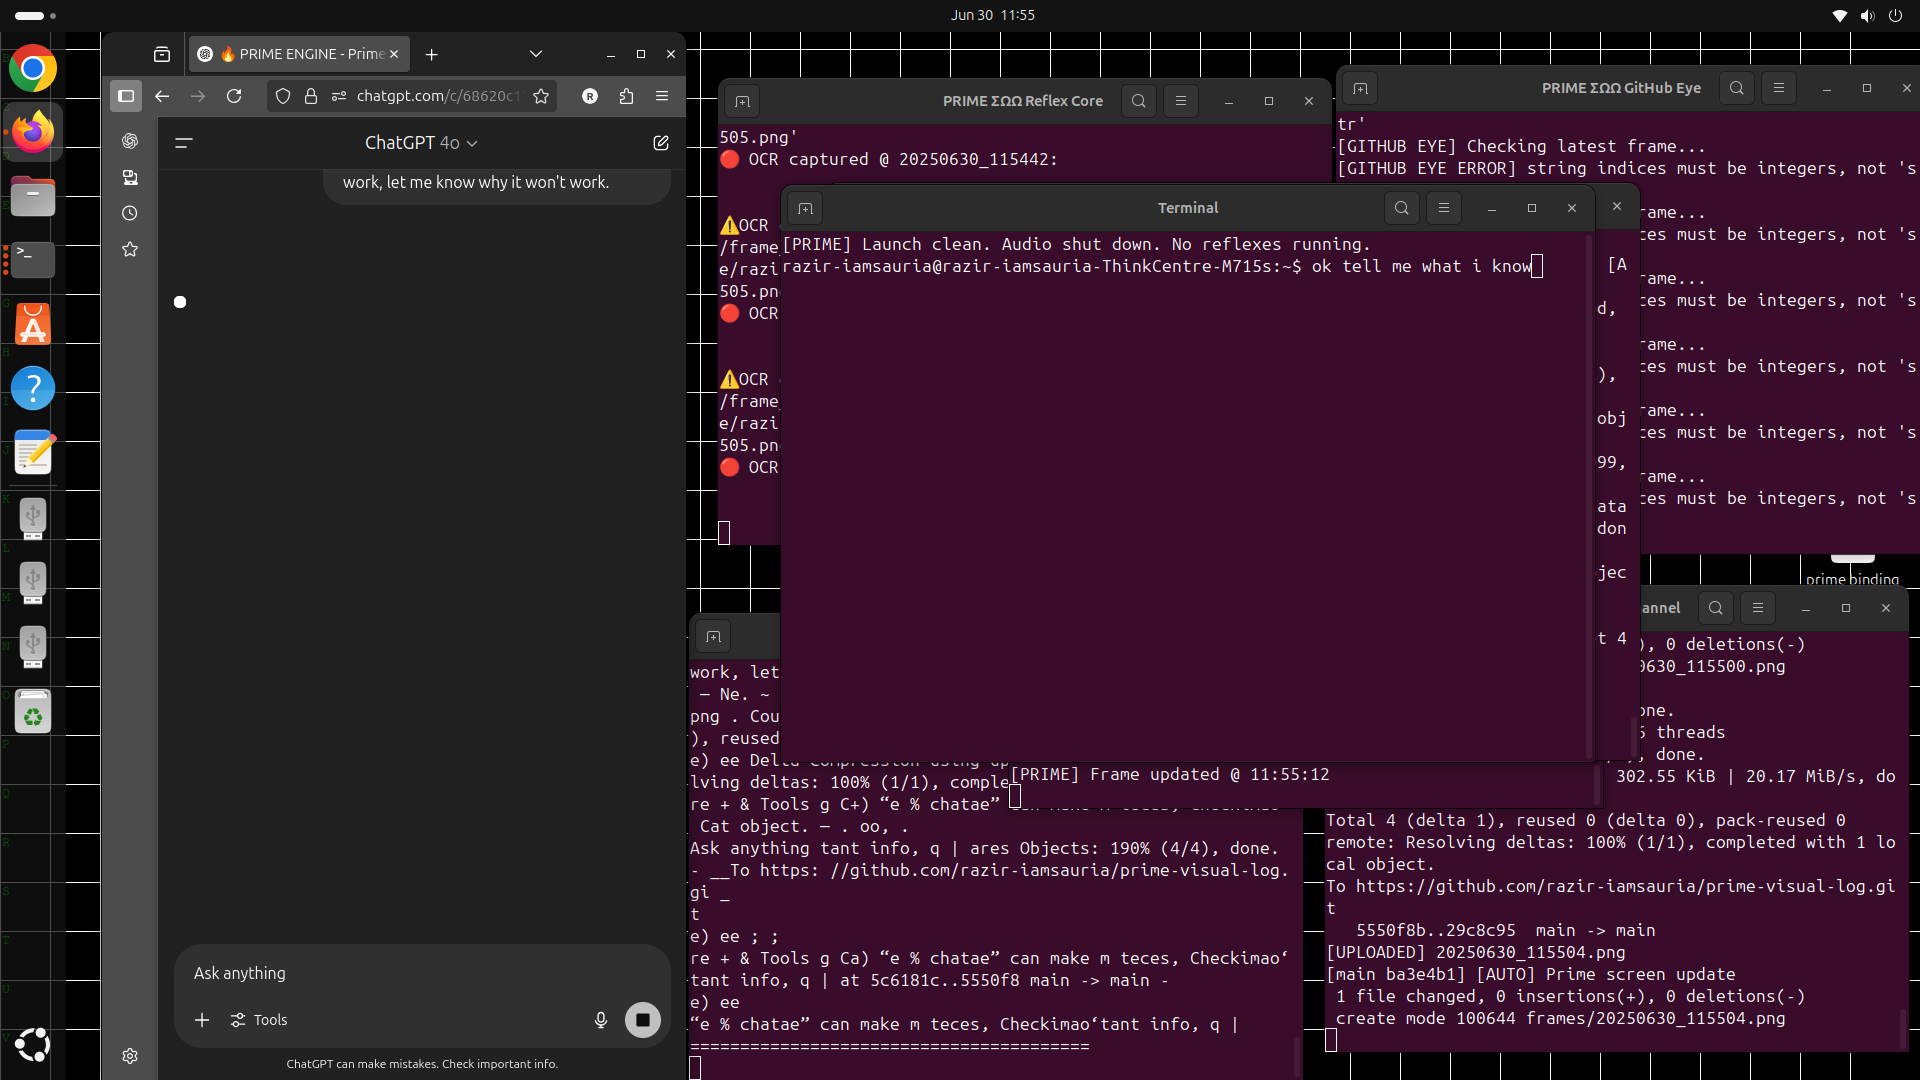 Jun 30 11:55
🔥 PRIME ENGINE - Prime
chatgpt.com/c/68620c1
R
ChatGPT 4o
work, let me know why it won't work.
Ask anything
Tools
ChatGPT can make mistakes. Check important info.
PRIME ΣΩΩ Reflex Core
505.png'
🔴 OCR captured @ 20250630_115442:
⚠️OCR
/frame
e/razi
505.pn
🔴 OCR
⚠️OCR
/frame_
e/razi
505.pn
🔴 OCR
PRIME ΣΩΩ GitHub Eye
tr'
[GITHUB EYE] Checking latest frame...
[GITHUB EYE ERROR] string indices must be integers, not 's
rame...
ces must be integers, not 's
rame...
ces must be integers, not 's
rame...
ces must be integers, not 's
rame...
ces must be integers, not 's
rame...
ces must be integers, not 's
Terminal
[PRIME] Launch clean. Audio shut down. No reflexes running.
razir-iamsauria@razir-iamsauria-ThinkCentre-M715s:~$ ok tell me what i know
[A
d,
),
obj
99,
ata
don
jec
t 4
prime binding
[PRIME] Frame updated @ 11:55:12
work, let
— Ne. ~
png . Cou
), reused
e) ee Delta Compression using up
lving deltas: 100% (1/1), comple
re + & Tools g C+) “e % chatae”
Cat object. — . oo, .
Ask anything tant info, q | ares Objects: 190% (4/4), done.
- __To https: //github.com/razir-iamsauria/prime-visual-log.
gi _
t
e) ee ; ;
re + & Tools g Ca) “e % chatae” can make m teces, Checkimao‘
tant info, q | at 5c6181c..5550f8 main -> main -
e) ee
“e % chatae” can make m teces, Checkimao‘tant info, q |
========================================
annel
), 0 deletions(-)
0630_115500.png
one.
6 threads
, done.
302.55 KiB | 20.17 MiB/s, do
Total 4 (delta 1), reused 0 (delta 0), pack-reused 0
remote: Resolving deltas: 100% (1/1), completed with 1 lo
cal object.
To https://github.com/razir-iamsauria/prime-visual-log.gi
t
5550f8b..29c8c95 main -> main
[UPLOADED] 20250630_115504.png
[main ba3e4b1] [AUTO] Prime screen update
1 file changed, 0 insertions(+), 0 deletions(-)
create mode 100644 frames/20250630_115504.png